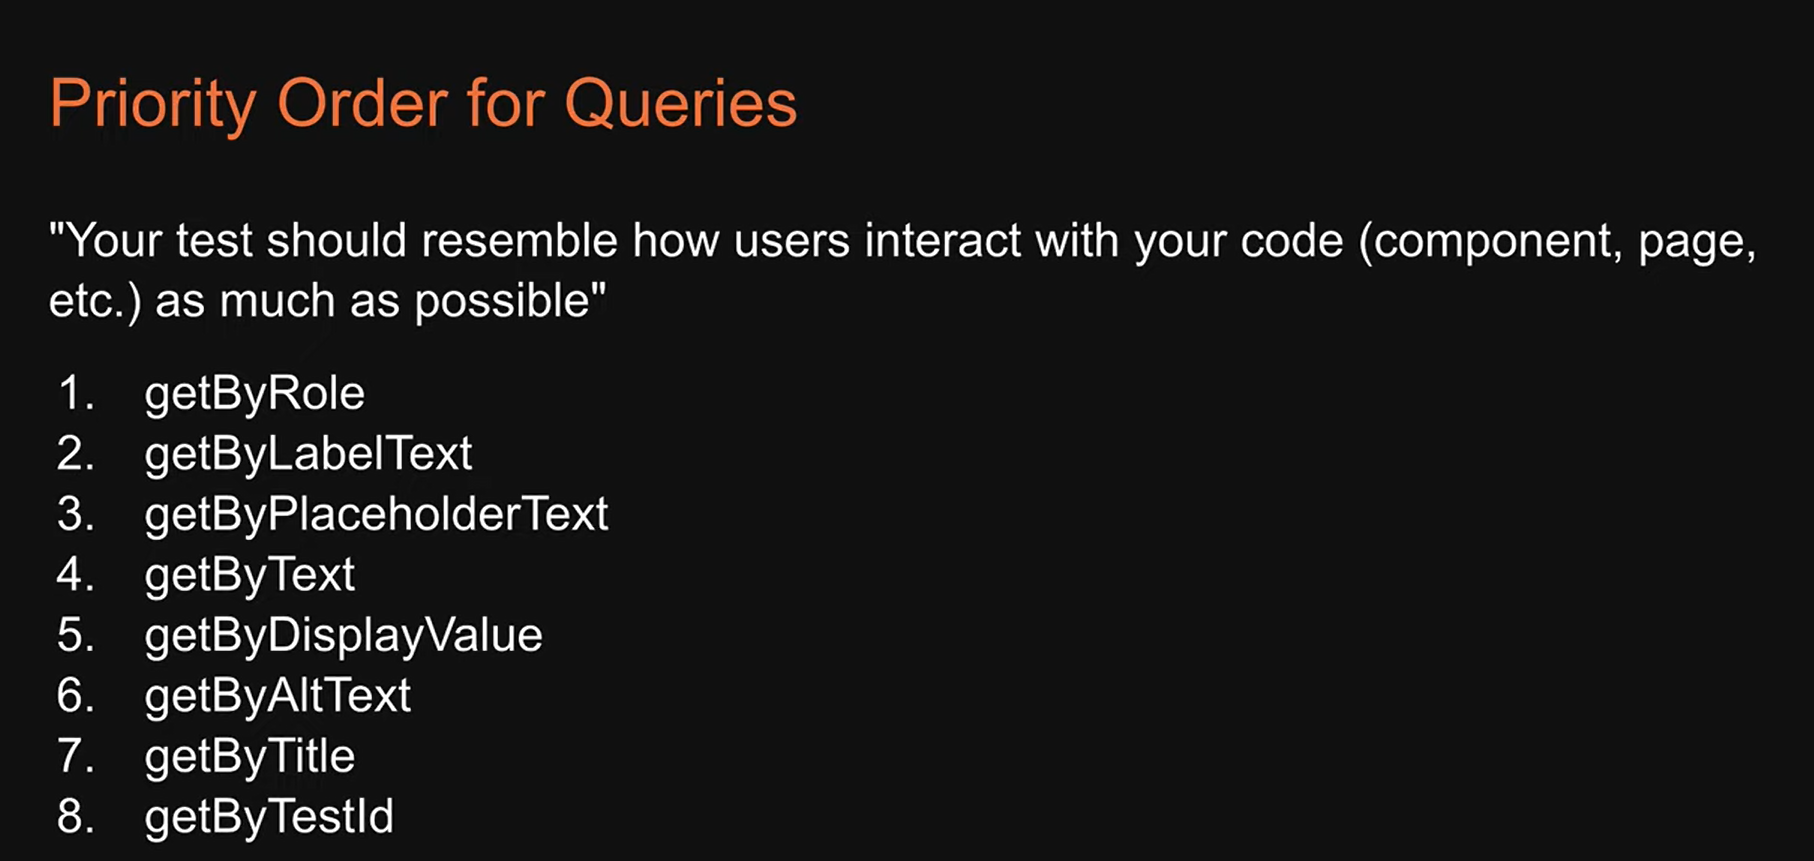 Priority Order for Queries
"Your test should resemble how users interact with your code (component, page,
etc.) as much as possible"
1. getByRole
2. getByLabelText
3. getByPlaceholderText
4. getByText
5. getByDisplayValue
6. getByAltText
7. getByTitle
8. getByTestId